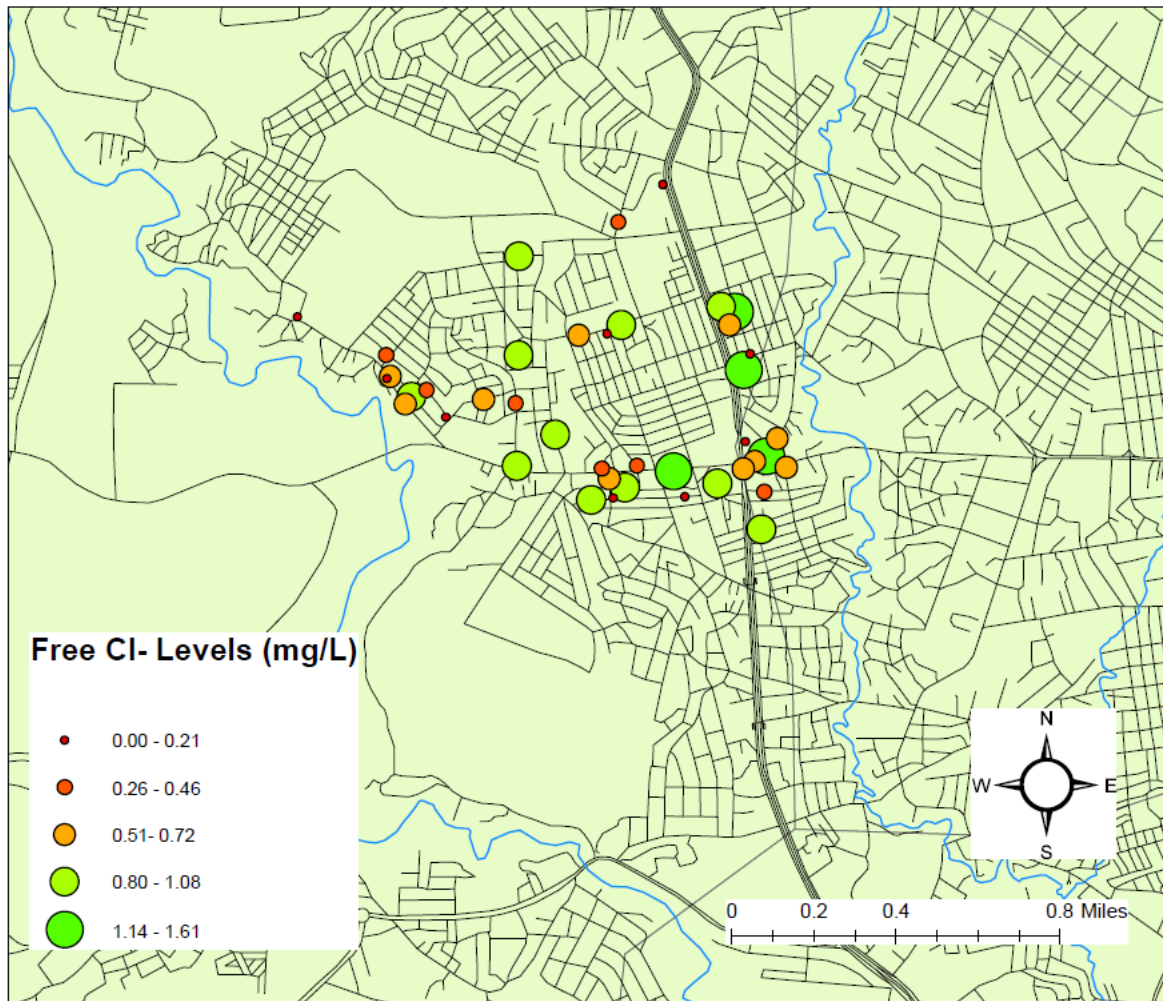 Free Cl- Levels (mg/L)
0.00 - 0.21
0.26 - 0.46
0.51- 0.72
0.80 - 1.08
1.14 - 1.61
N
W E
S
0 0.2 0.4 0.8 Miles